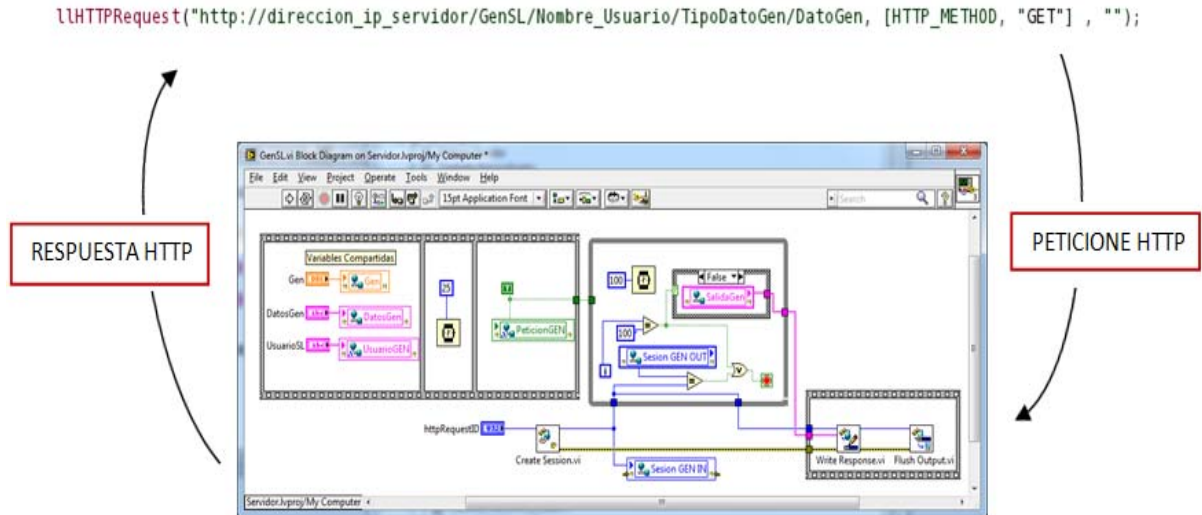 llHTTPRequest("http://direccion_ip_servidor/GenSL/Nombre_Usuario/TipoDatoGen/DatoGen, [HTTP_METHOD, "GET"] , "");
GenSL.vi Block Diagram on Servidor.lvproj/My Computer *
File Edit View Project Operate Tools Window Help
15pt Application Font
Search
RESPUESTA HTTP
PETICIONE HTTP
Variables Compartidas
Gen
Gen
DatosGen
abc
DatosGen
UsuarioSL
abc
UsuarioGEN
25
PeticionGEN
100
False
SalidaGen
100
Sesion GEN OUT
i
httpRequestID
U32
Create Session.vi
Sesion GEN IN
Write Response.vi
Flush Output.vi
Servidor.lvproj/My Computer